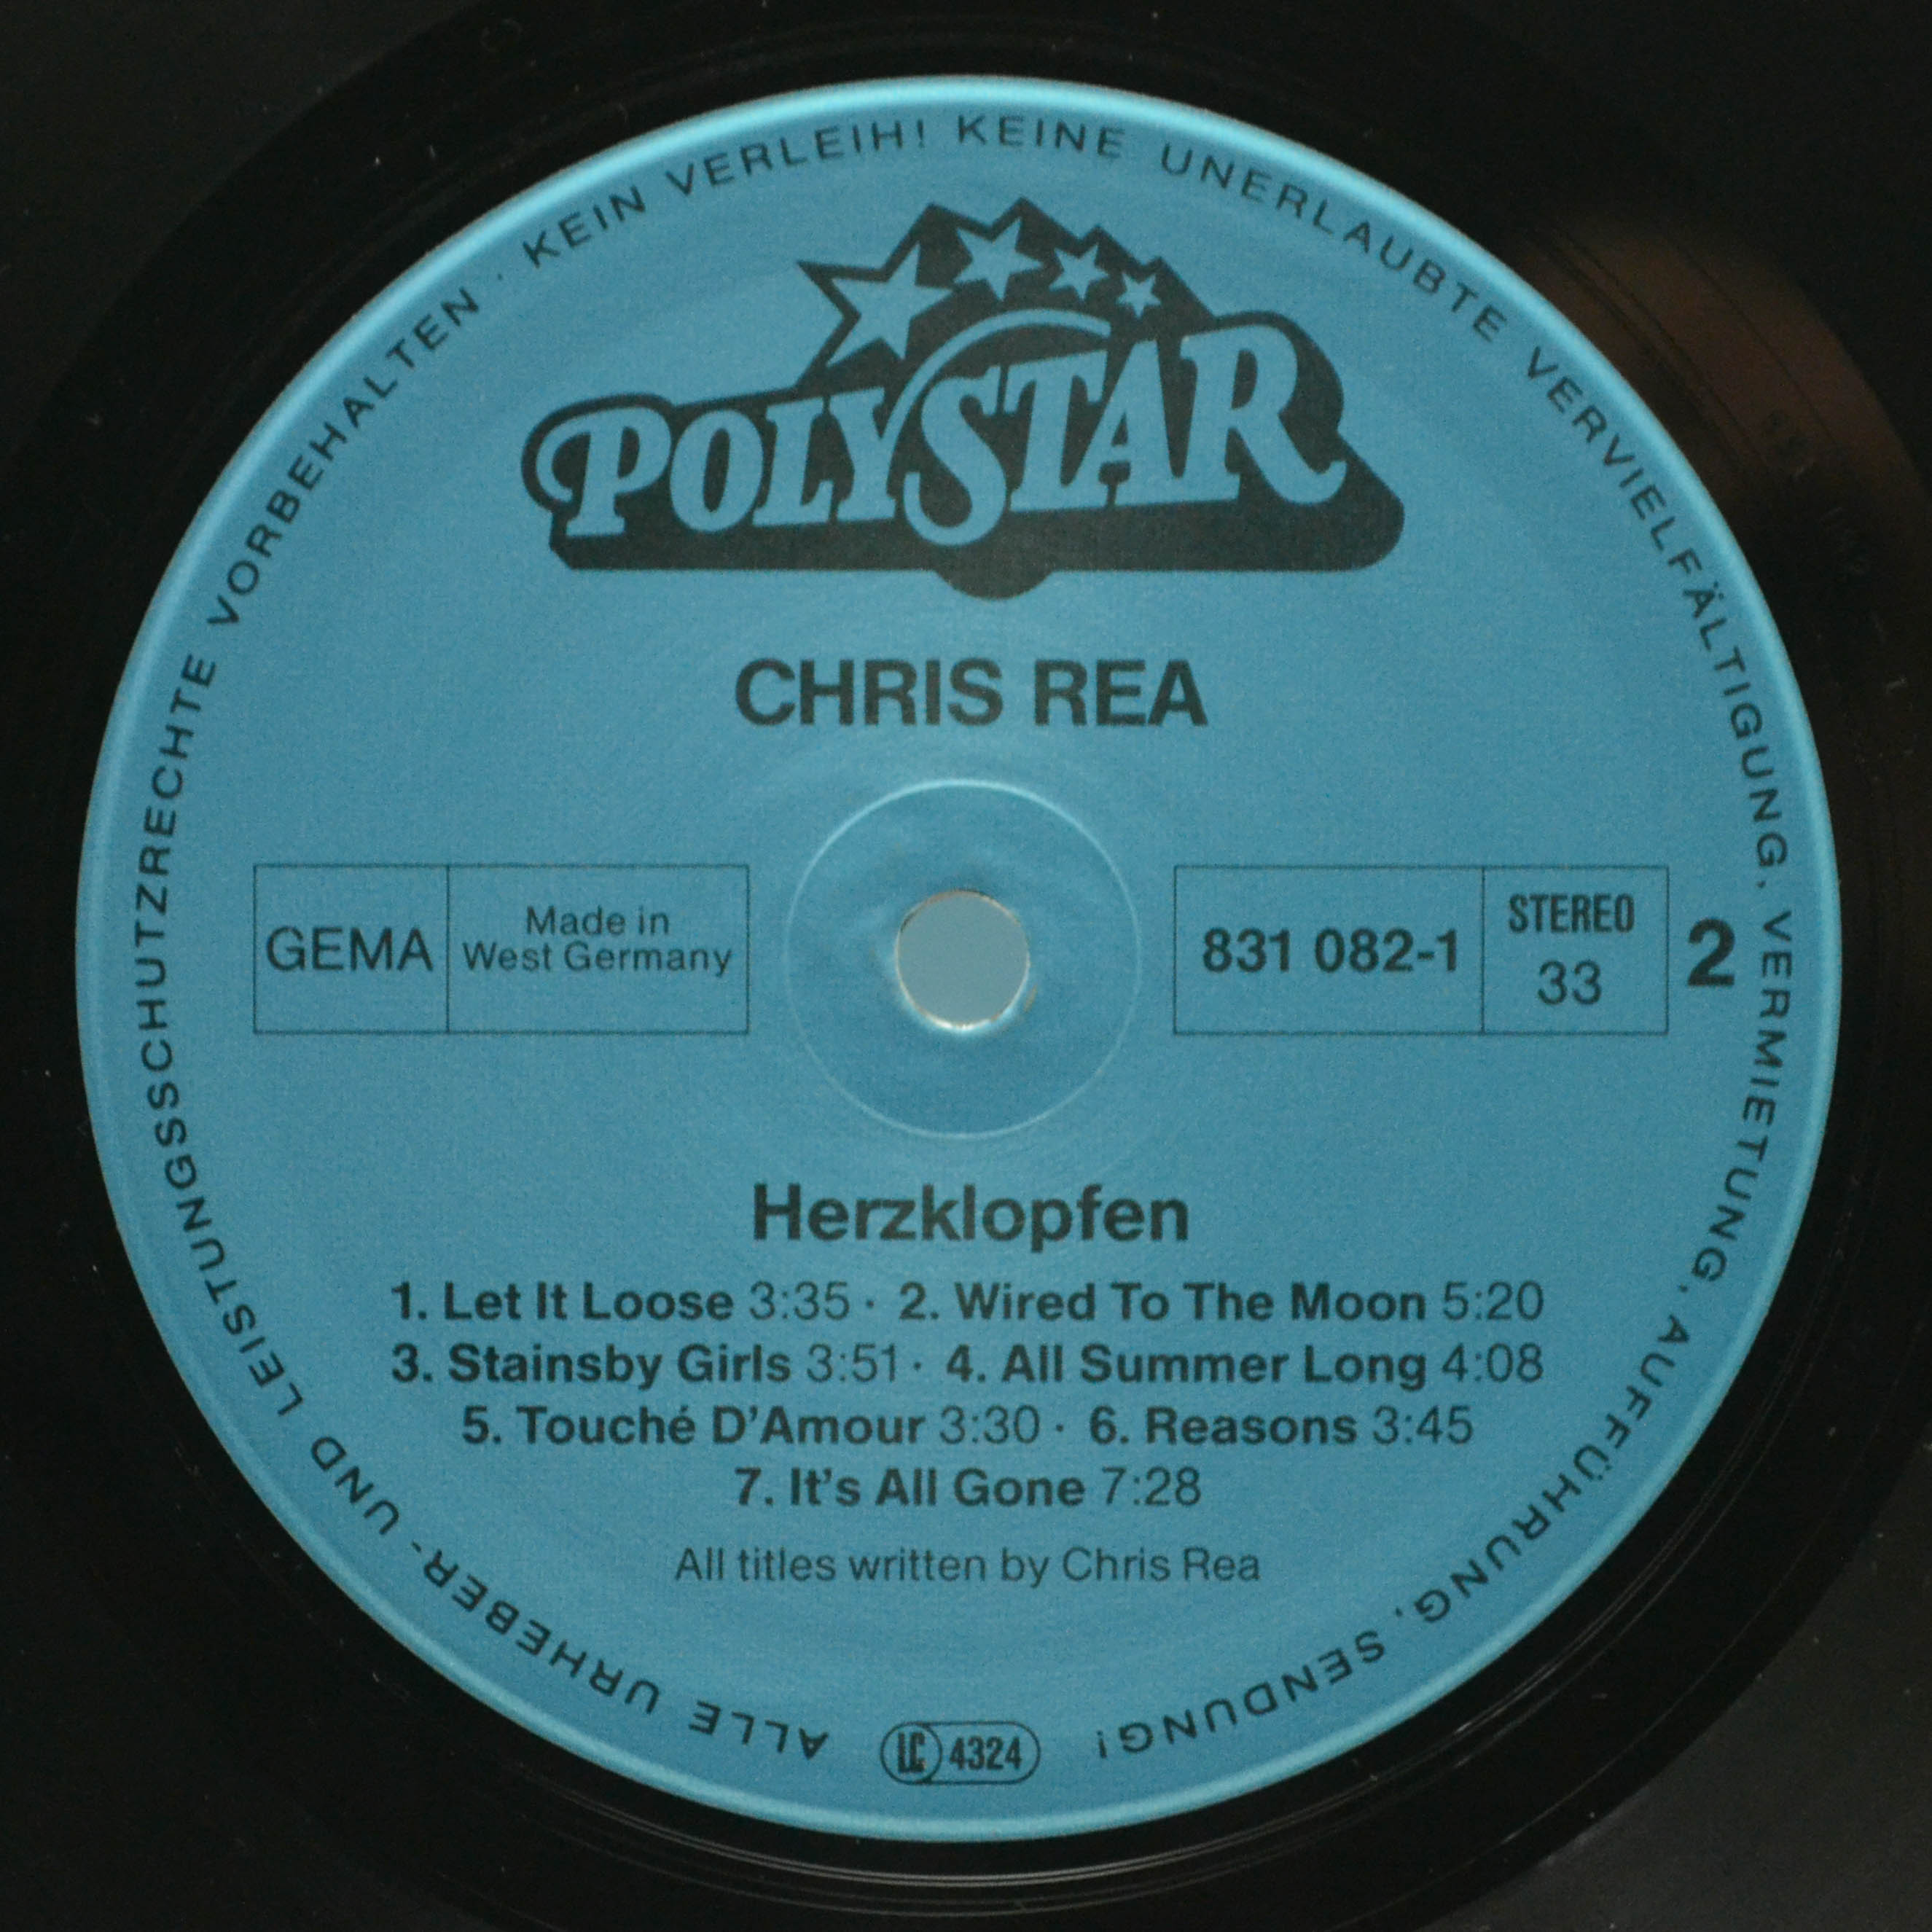 ALLE URHEBER- UND LEISTUNGSSCHUTZRECHTE VORBEHALTEN · KEIN VERLEIH! KEINE UNERLAUBTE VERVIELFÄLTIGUNG, VERMIETUNG, AUFFÜHRUNG, SENDUNG!
POLYSTAR
CHRIS REA
GEMA
Made in
West Germany
831 082-1
STEREO
33
2
Herzklopfen
1. Let It Loose 3:35 · 2. Wired To The Moon 5:20
3. Stainsby Girls 3:51 · 4. All Summer Long 4:08
5. Touché D'Amour 3:30 · 6. Reasons 3:45
7. It's All Gone 7:28
All titles written by Chris Rea
LC 4324